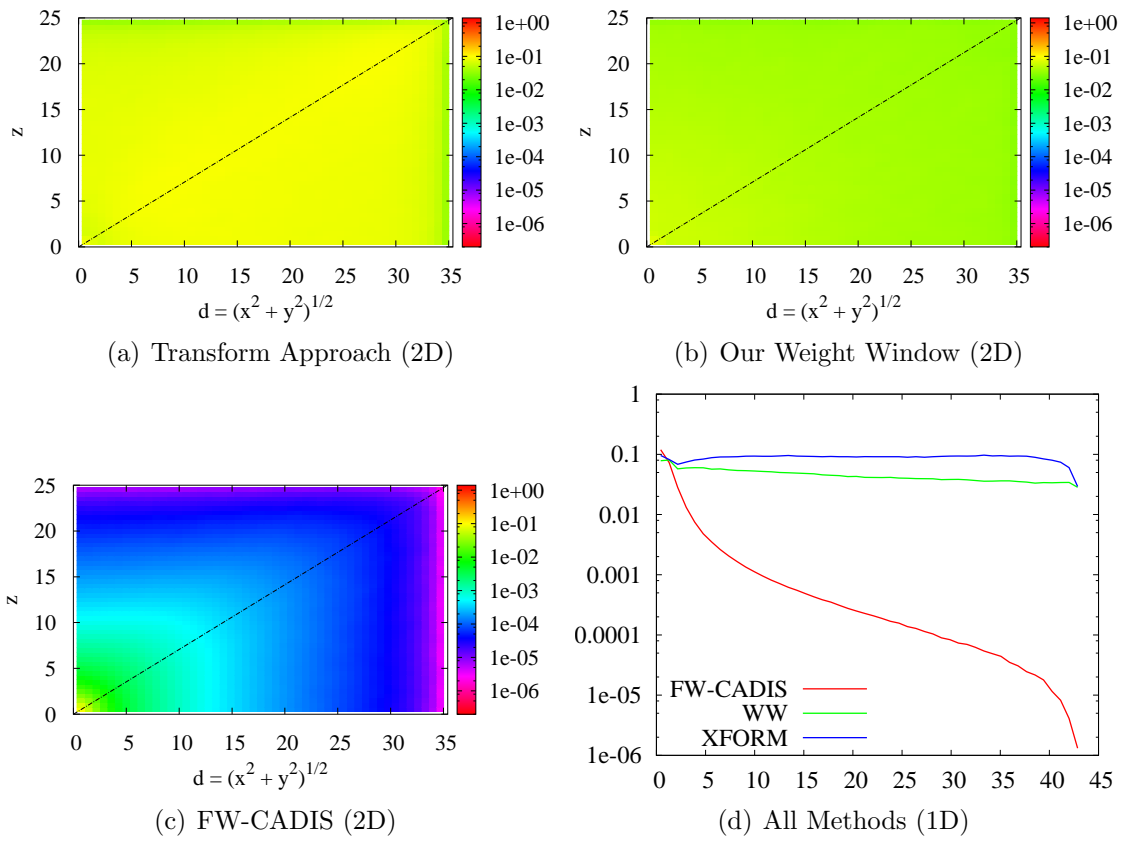 25
20
15
10
5
0
z
0 5 10 15 20 25 30 35
d = (x² + y²)^1/2
1e+00
1e-01
1e-02
1e-03
1e-04
1e-05
1e-06
(a) Transform Approach (2D)
25
20
15
10
5
0
z
0 5 10 15 20 25 30 35
d = (x² + y²)^1/2
1e+00
1e-01
1e-02
1e-03
1e-04
1e-05
1e-06
(b) Our Weight Window (2D)
25
20
15
10
5
0
z
0 5 10 15 20 25 30 35
d = (x² + y²)^1/2
1e+00
1e-01
1e-02
1e-03
1e-04
1e-05
1e-06
(c) FW-CADIS (2D)
1
0.1
0.01
0.001
0.0001
1e-05
1e-06
FW-CADIS
WW
XFORM
0 5 10 15 20 25 30 35 40 45
(d) All Methods (1D)